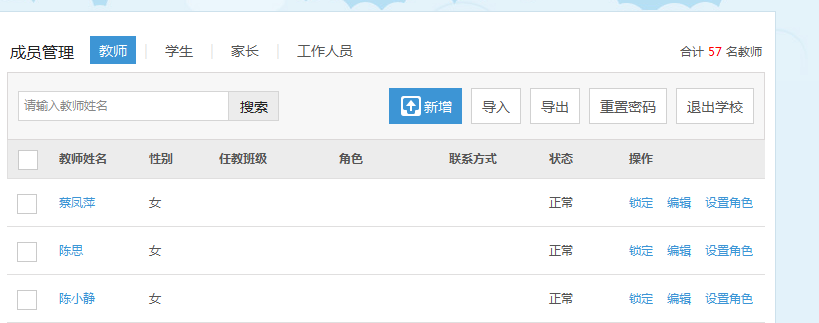 成员管理 教师 学生 家长 工作人员 合计 57 名教师
请输入教师姓名 搜索 新增 导入 导出 重置密码 退出学校
教师姓名 性别 任教班级 角色 联系方式 状态 操作
蔡凤萍 女 正常 锁定 编辑 设置角色
陈思 女 正常 锁定 编辑 设置角色
陈小静 女 正常 锁定 编辑 设置角色